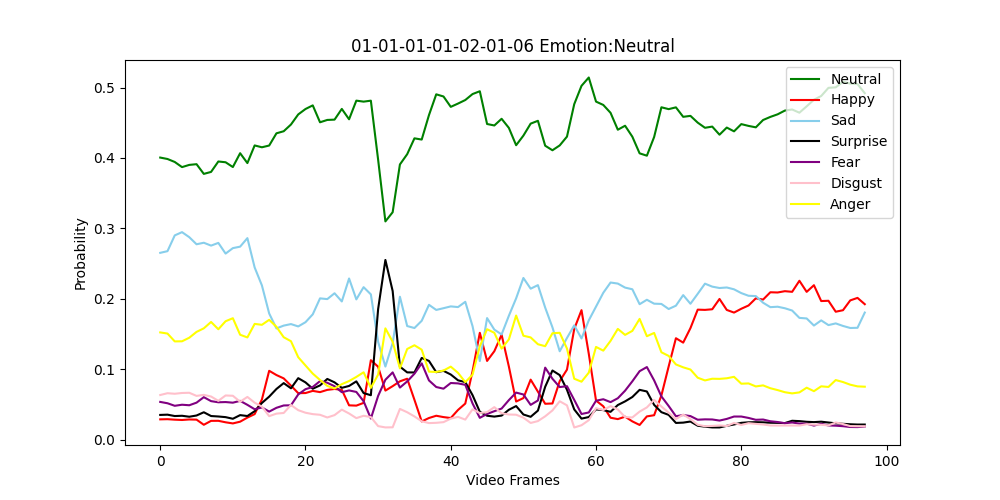 01-01-01-01-02-01-06 Emotion:Neutral
Probability
0.5
0.4
0.3
0.2
0.1
0.0
Neutral
Happy
Sad
Surprise
Fear
Disgust
Anger
0 20 40 60 80 100
Video Frames